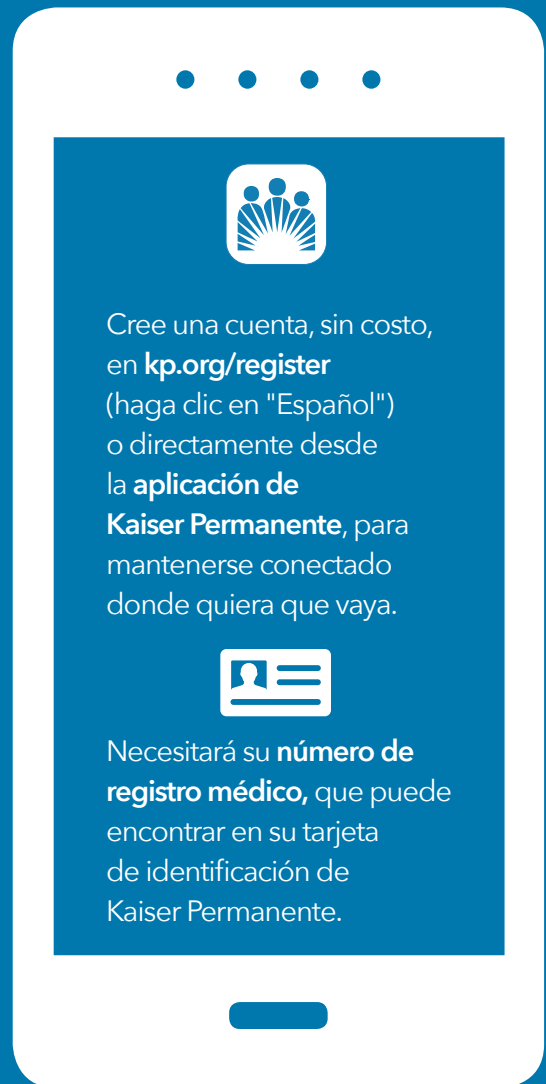 Cree una cuenta, sin costo,
en kp.org/register
(haga clic en "Español")
o directamente desde
la aplicación de
Kaiser Permanente, para
mantenerse conectado
donde quiera que vaya.
Necesitará su número de
registro médico, que puede
encontrar en su tarjeta
de identificación de
Kaiser Permanente.